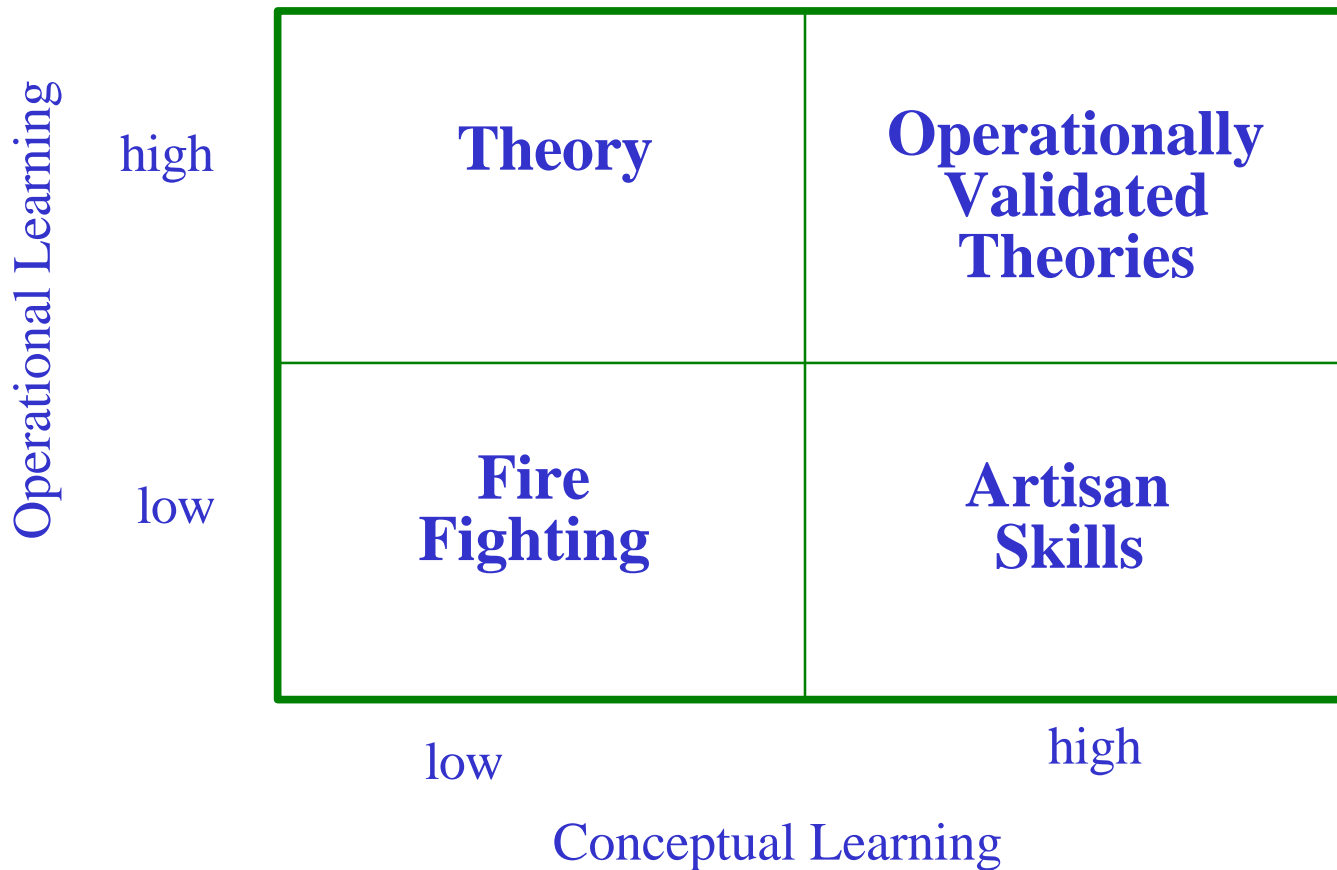 Operational Learning
high
Theory
Operationally
Validated
Theories
low
Fire
Fighting
Artisan
Skills
low
high
Conceptual Learning